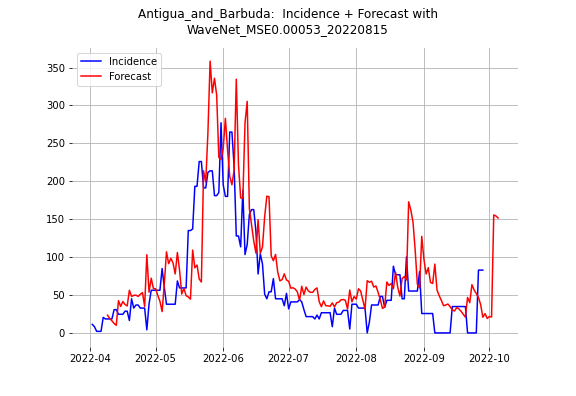 Antigua_and_Barbuda:  Incidence + Forecast with
WaveNet_MSE0.00053_20220815
Incidence
Forecast
350
300
250
200
150
100
50
0
2022-04 2022-05 2022-06 2022-07 2022-08 2022-09 2022-10